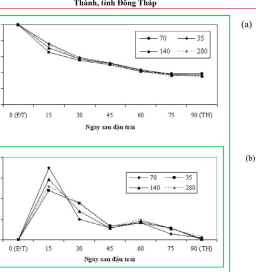 Thành, tỉnh Đồng Tháp
(a)
70 35
140 280
0 (ĐT) 15 30 45 60 75 90 (TH)
Ngày sau đậu trái
(b)
70 35
140 280
0 (ĐT) 15 30 45 60 75 90 (TH)
Ngày sau đậu trái